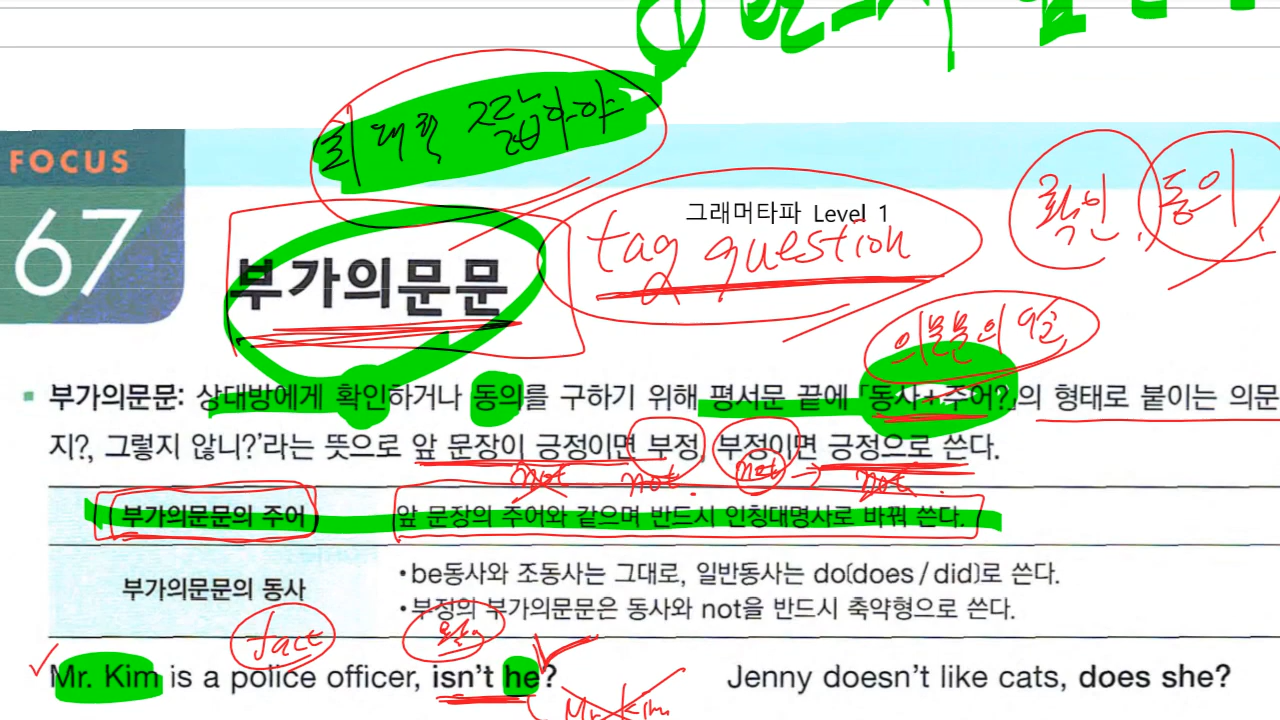 FOCUS
67
그래머타파 Level 1
tag question
확인, 동의
부가의문문
의문문의
부가의문문: 상대방에게 확인하거나 동의를 구하기 위해 평서문 끝에 「동사+주어?」의 형태로 붙이는 의문
지?, 그렇지 않니?’라는 뜻으로 앞 문장이 긍정이면 부정, 부정이면 긍정으로 쓴다.
not not. not → not.
부가의문문의 주어 앞 문장의 주어와 같으며 반드시 인칭대명사로 바꿔 쓴다.
부가의문문의 동사
•be동사와 조동사는 그대로, 일반동사는 do(does / did)로 쓴다.
•부정의 부가의문문은 동사와 not을 반드시 축약형으로 쓴다.
fact
Mr. Kim is a police officer, isn’t he? Jenny doesn’t like cats, does she?
Mr. Kim